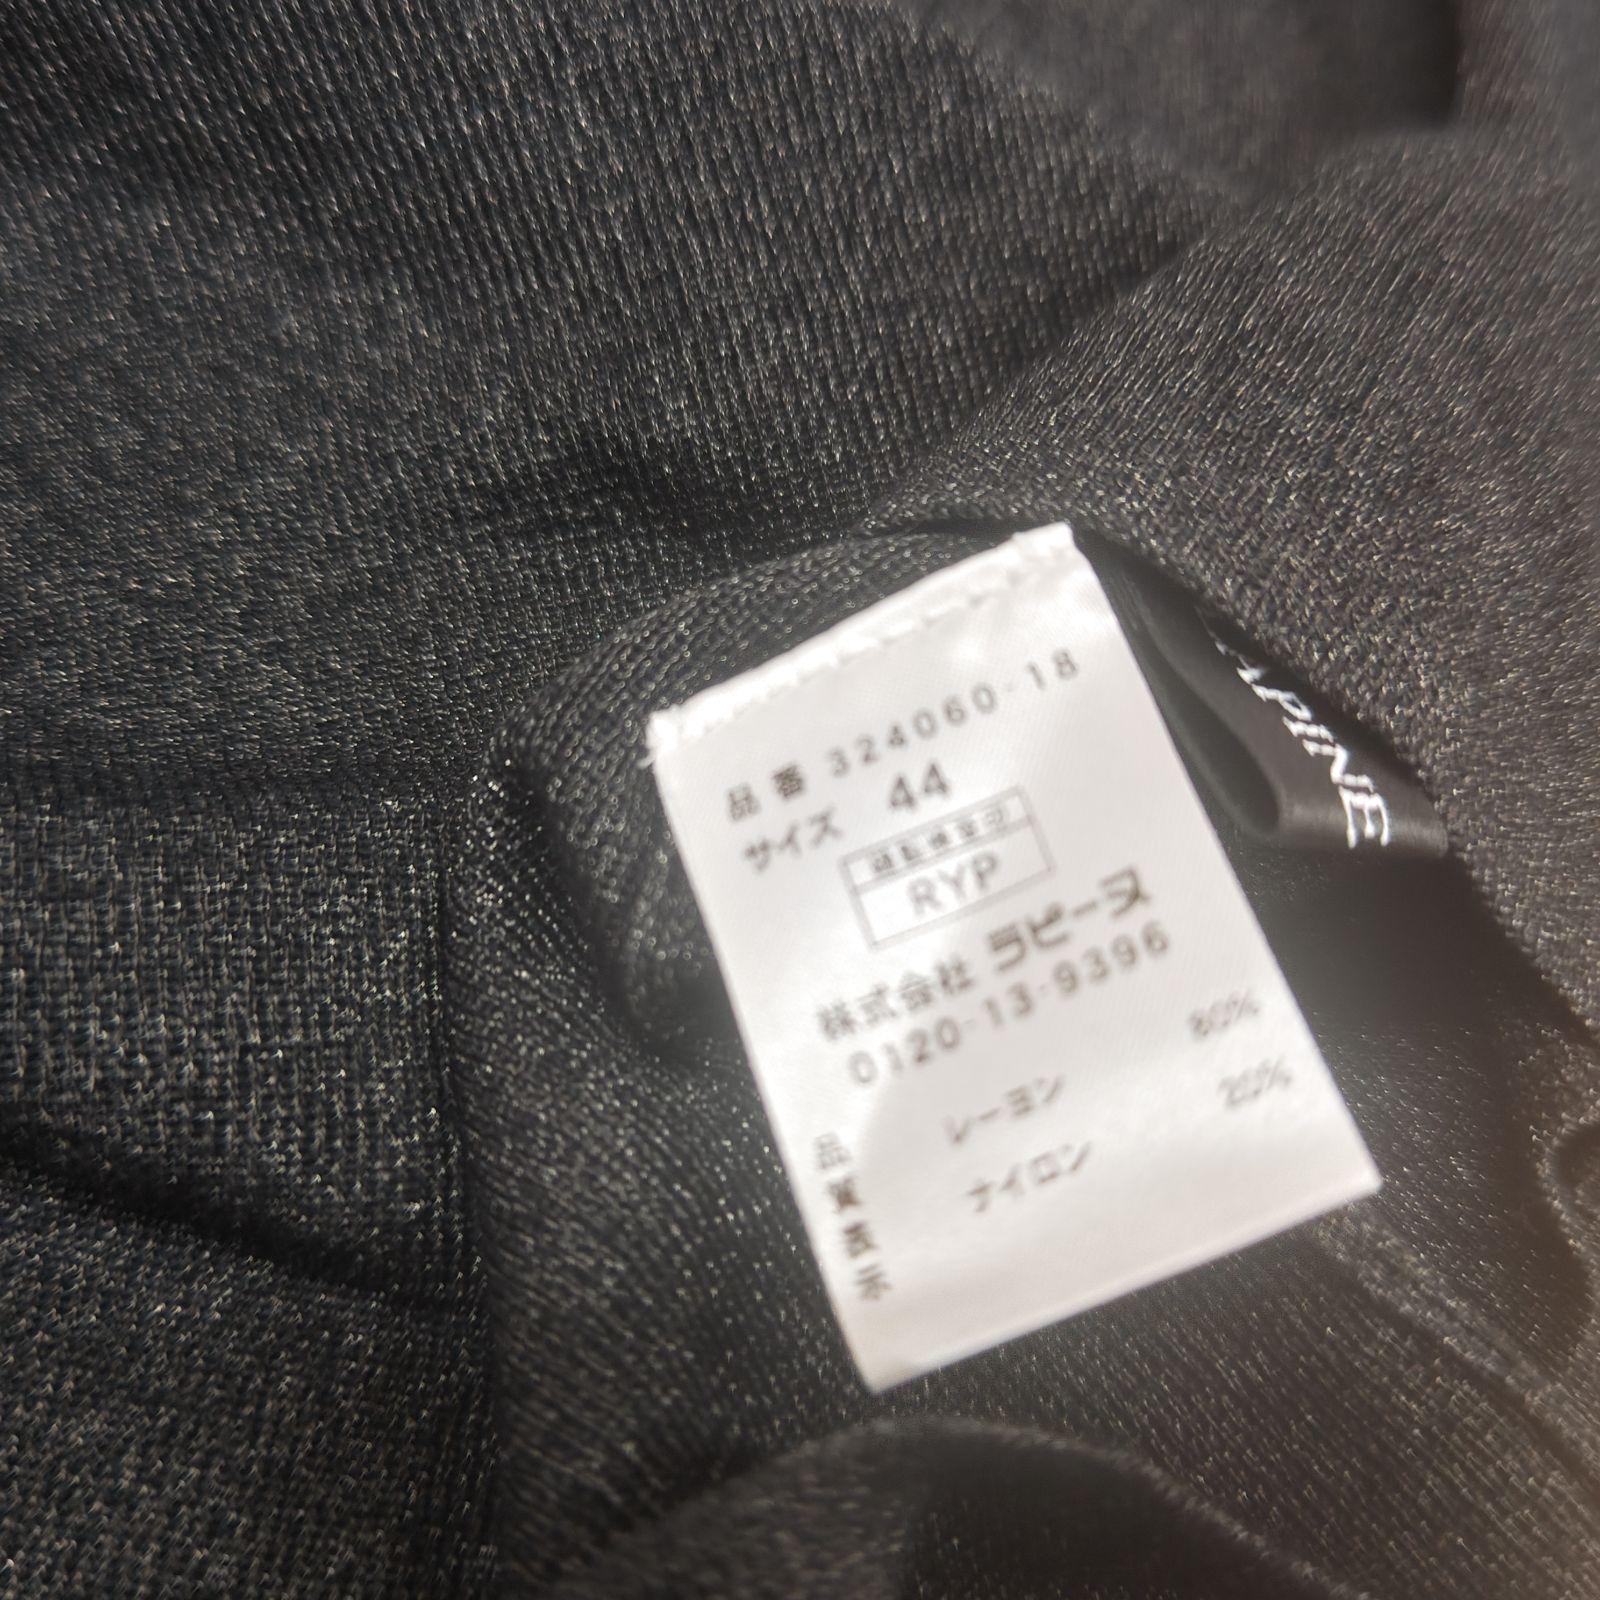 品番 324060-18
サイズ 44
RYP
株式会社 ラピーヌ
0120-13-9396
レーヨン 80%
ナイロン 20%
品質表示
APINE